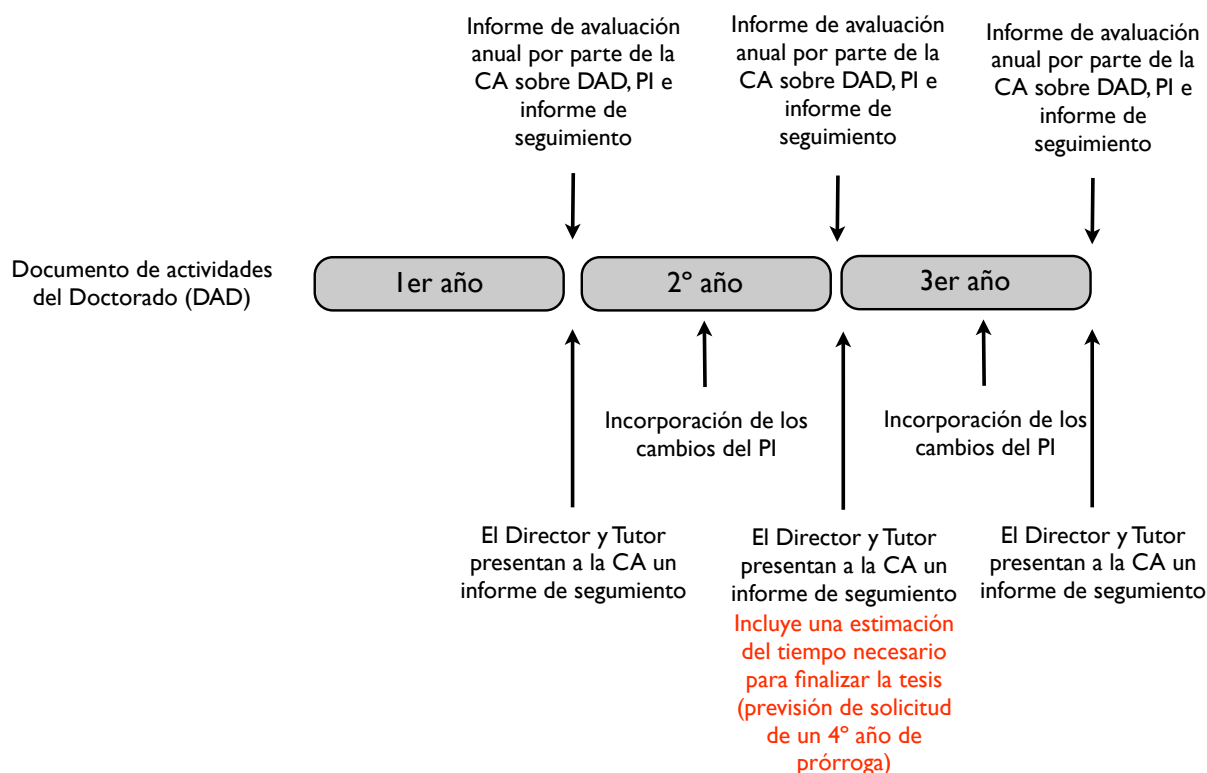 Informe de avaluación
anual por parte de la
CA sobre DAD, PI e
informe de
seguimiento
Informe de avaluación
anual por parte de la
CA sobre DAD, PI e
informe de
seguimiento
Informe de avaluación
anual por parte de la
CA sobre DAD, PI e
informe de
seguimiento
Documento de actividades
del Doctorado (DAD)
1er año
2º año
3er año
Incorporación de los
cambios del PI
Incorporación de los
cambios del PI
El Director y Tutor
presentan a la CA un
informe de segumiento
El Director y Tutor
presentan a la CA un
informe de segumiento
Incluye una estimación
del tiempo necesario
para finalizar la tesis
(previsión de solicitud
de un 4º año de
prórroga)
El Director y Tutor
presentan a la CA un
informe de segumiento